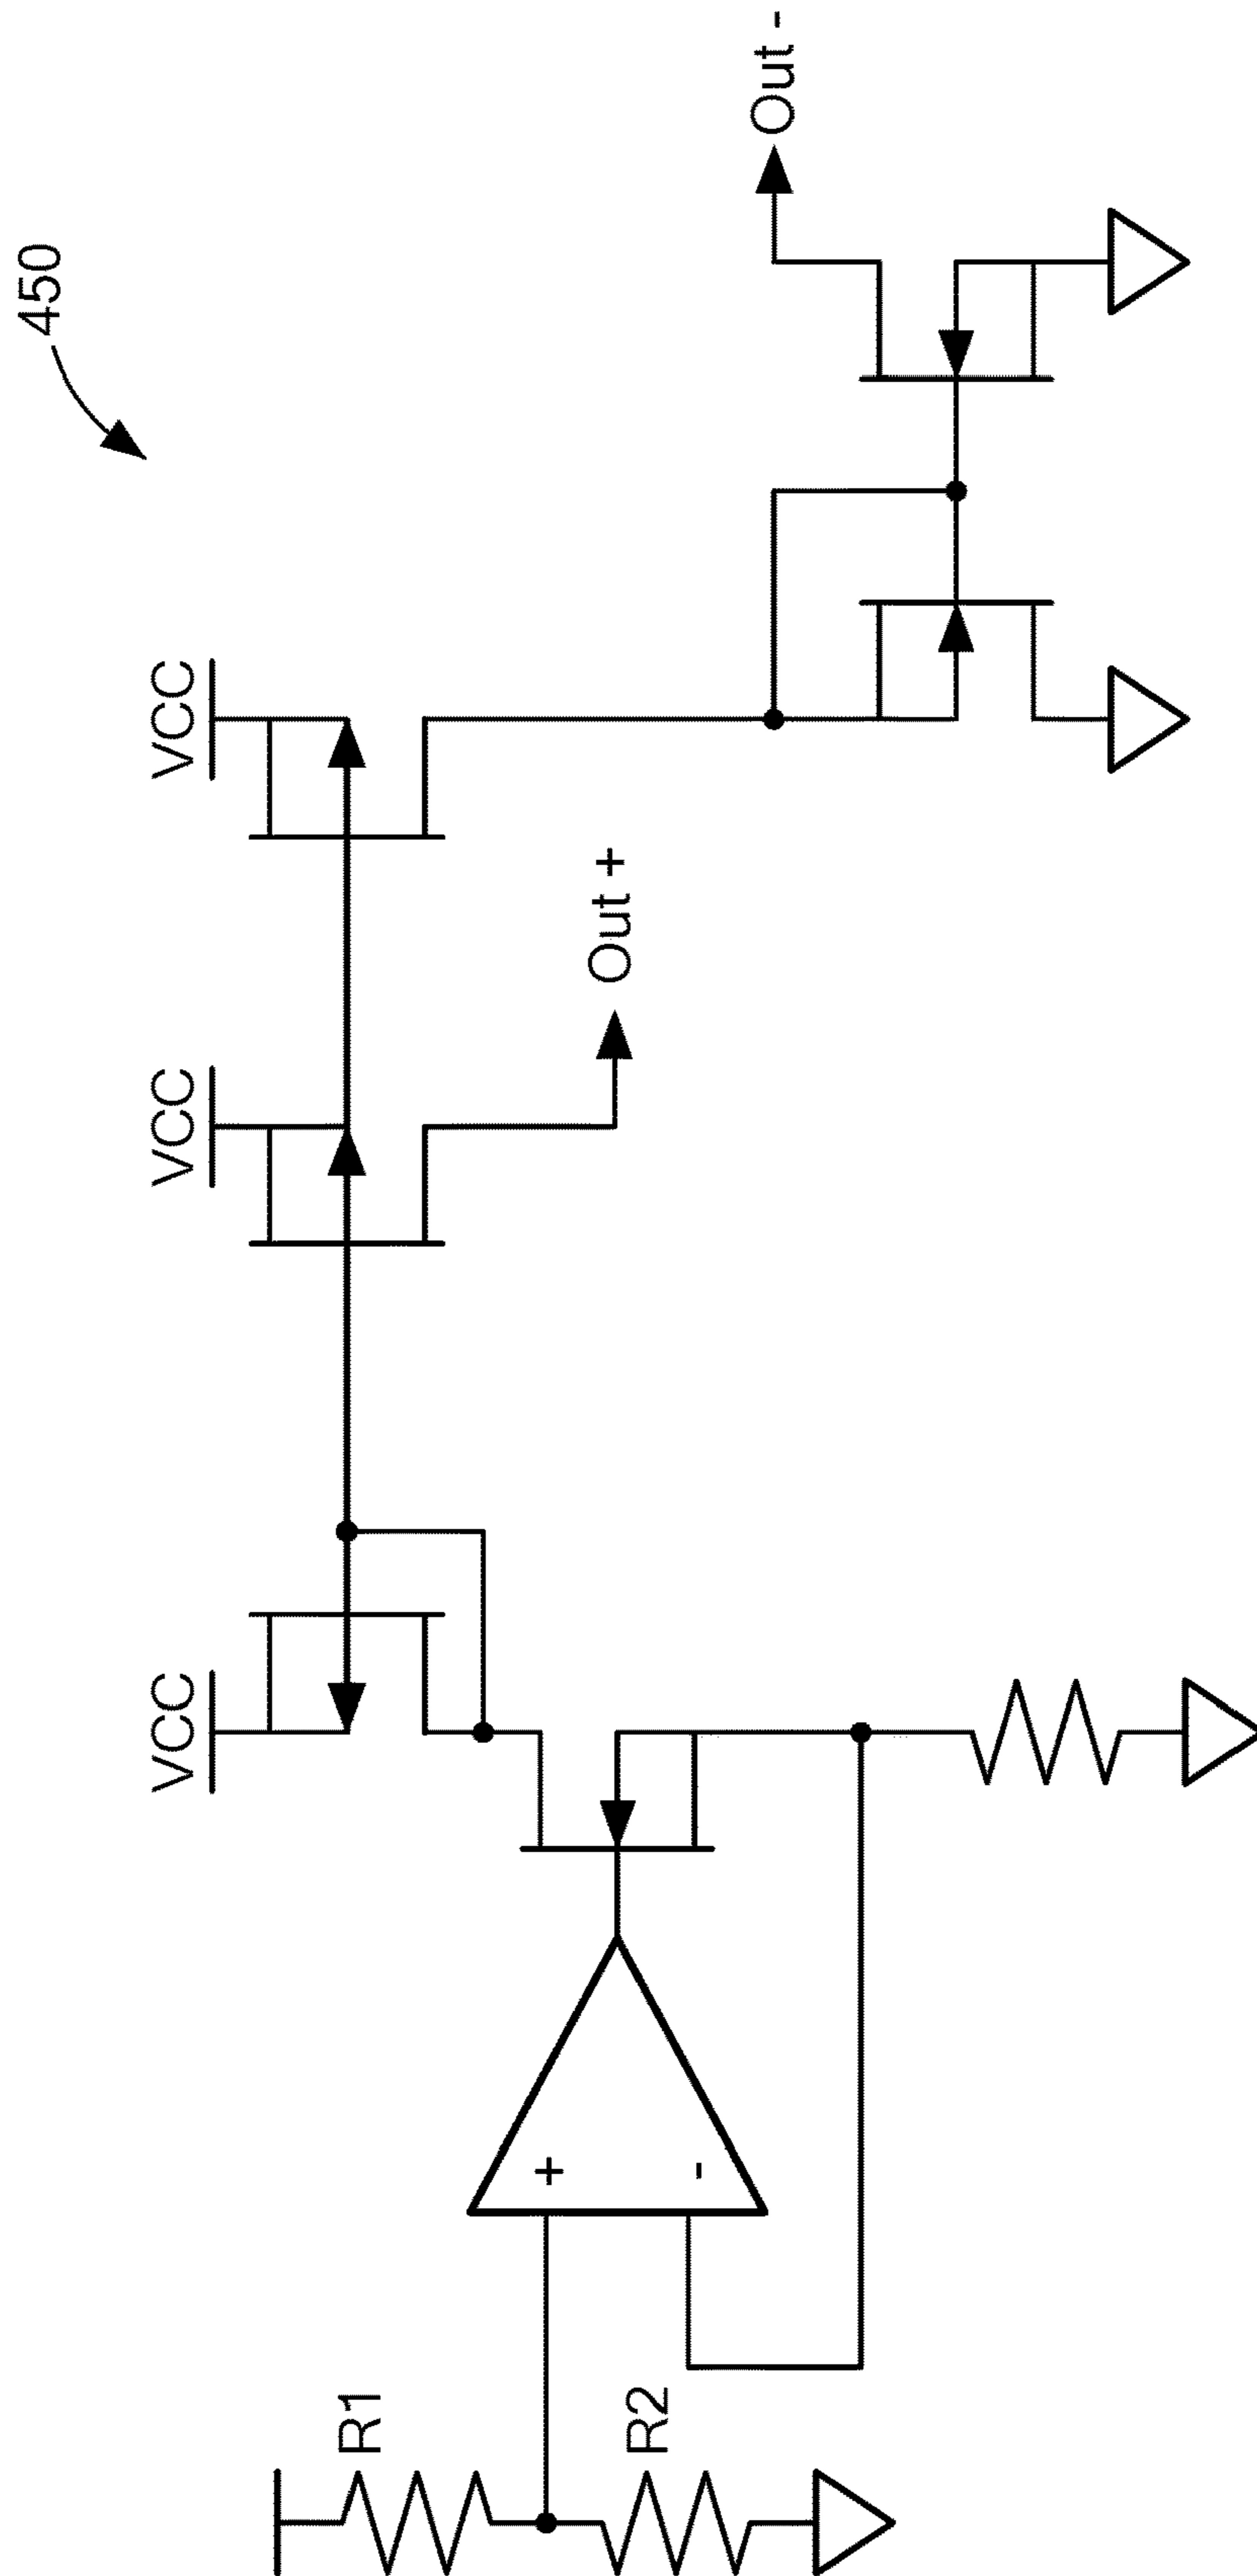 450
VCC
VCC
VCC
Out -
Out +
+
-
R1
R2